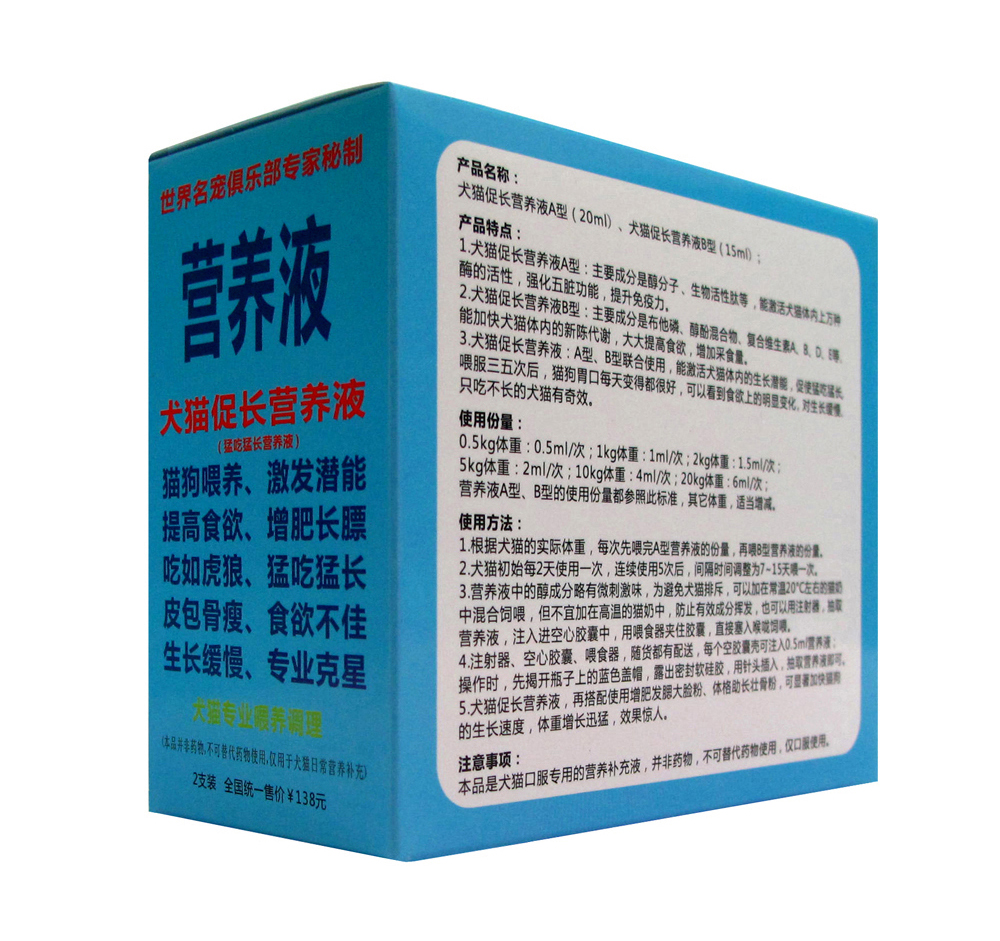 世界名宠俱乐部专家秘制
营养液
犬猫促长营养液
(猛吃猛长营养液)
猫狗喂养、激发潜能
提高食欲、增肥长膘
吃如虎狼、猛吃猛长
皮包骨瘦、食欲不佳
生长缓慢、专业克星
犬猫专业喂养调理
(本品并非药物,不可替代药物使用,仅用于犬猫日常营养补充)
2支装 全国统一售价¥138元
产品名称：
犬猫促长营养液A型（20ml）、犬猫促长营养液B型（15ml）；
产品特点：
1.犬猫促长营养液A型：主要成分是醇分子、生物活性肽等，能激活犬猫体内上万种
酶的活性，强化五脏功能，提升免疫力。
2.犬猫促长营养液B型：主要成分是布他磷、醇酚混合物、复合维生素A、B、D、E等,
能加快犬猫体内的新陈代谢，大大提高食欲，增加采食量。
3.犬猫促长营养液：A型、B型联合使用，能激活犬猫体内的生长潜能，促使猛吃猛长,
喂服三五次后，猫狗胃口每天变得都很好，可以看到食欲上的明显变化,对生长缓慢,
只吃不长的犬猫有奇效。
使用份量：
0.5kg体重：0.5ml/次；1kg体重：1ml/次；2kg体重：1.5ml/次；
5kg体重：2ml/次；10kg体重：4ml/次；20kg体重：6ml/次；
营养液A型、B型的使用份量都参照此标准，其它体重，适当增减。
使用方法：
1.根据犬猫的实际体重，每次先喂完A型营养液的份量，再喂B型营养液的份量。
2.犬猫初始每2天使用一次，连续使用5次后，间隔时间调整为7~15天喂一次。
3.营养液中的醇成分略有微刺激味，为避免犬猫排斥，可以加在常温20°C左右的猫奶
中混合饲喂，但不宜加在高温的猫奶中，防止有效成分挥发，也可以用注射器，抽取
营养液，注入进空心胶囊中，用喂食器夹住胶囊，直接塞入喉咙饲喂。
4.注射器、空心胶囊、喂食器，随货都有配送，每个空胶囊壳可注入0.5ml营养液；
操作时，先揭开瓶子上的蓝色盖帽，露出密封软硅胶，用针头插入，抽取营养液即可。
5.犬猫促长营养液，再搭配使用增肥发腮大脸粉、体格助长壮骨粉，可显著加快猫狗
的生长速度，体重增长迅猛，效果惊人。
注意事项：
本品是犬猫口服专用的营养补充液，并非药物，不可替代药物使用，仅口服使用。